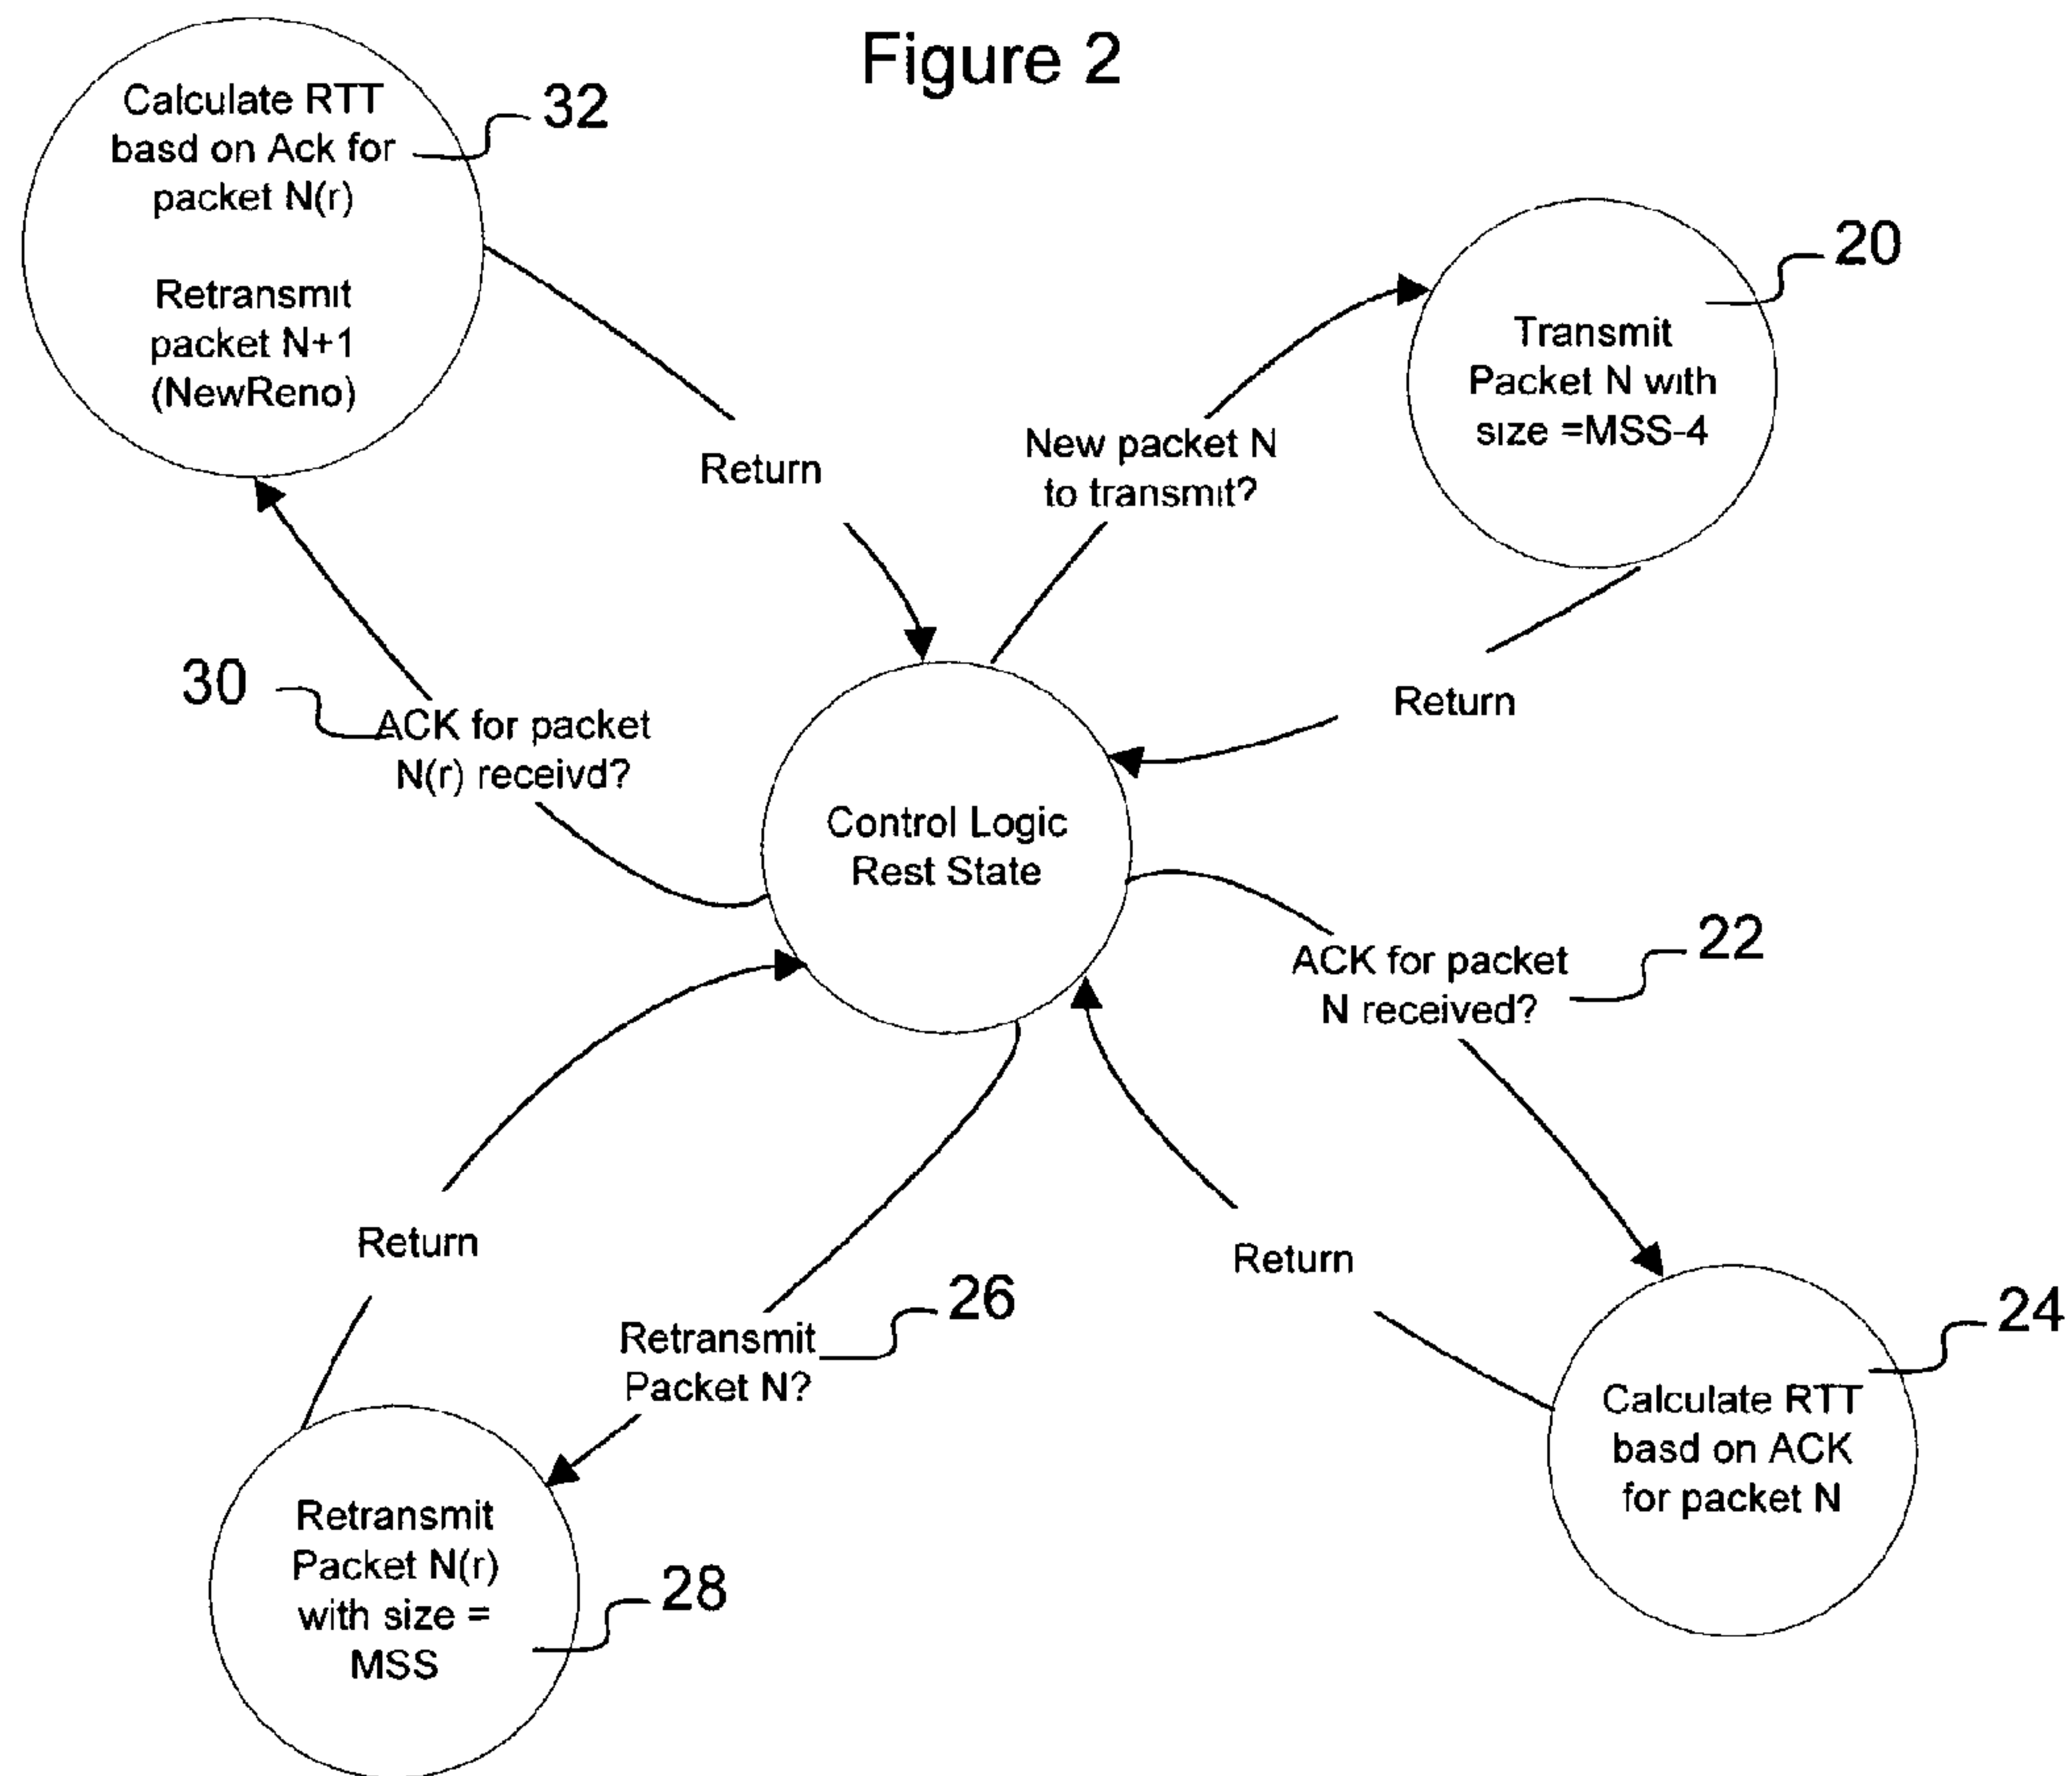 Figure 2
Calculate RTT
basd on Ack for
packet N(r)
Retransmit
packet N+1
(NewReno)
32
20
Transmit
Packet N with
size =MSS-4
New packet N
to transmit?
Return
Return
30
ACK for packet
N(r) receivd?
Control Logic
Rest State
ACK for packet
N received?
22
Return
Return
26
Retransmit
Packet N?
24
Calculate RTT
basd on ACK
for packet N
Retransmit
Packet N(r)
with size =
MSS
28